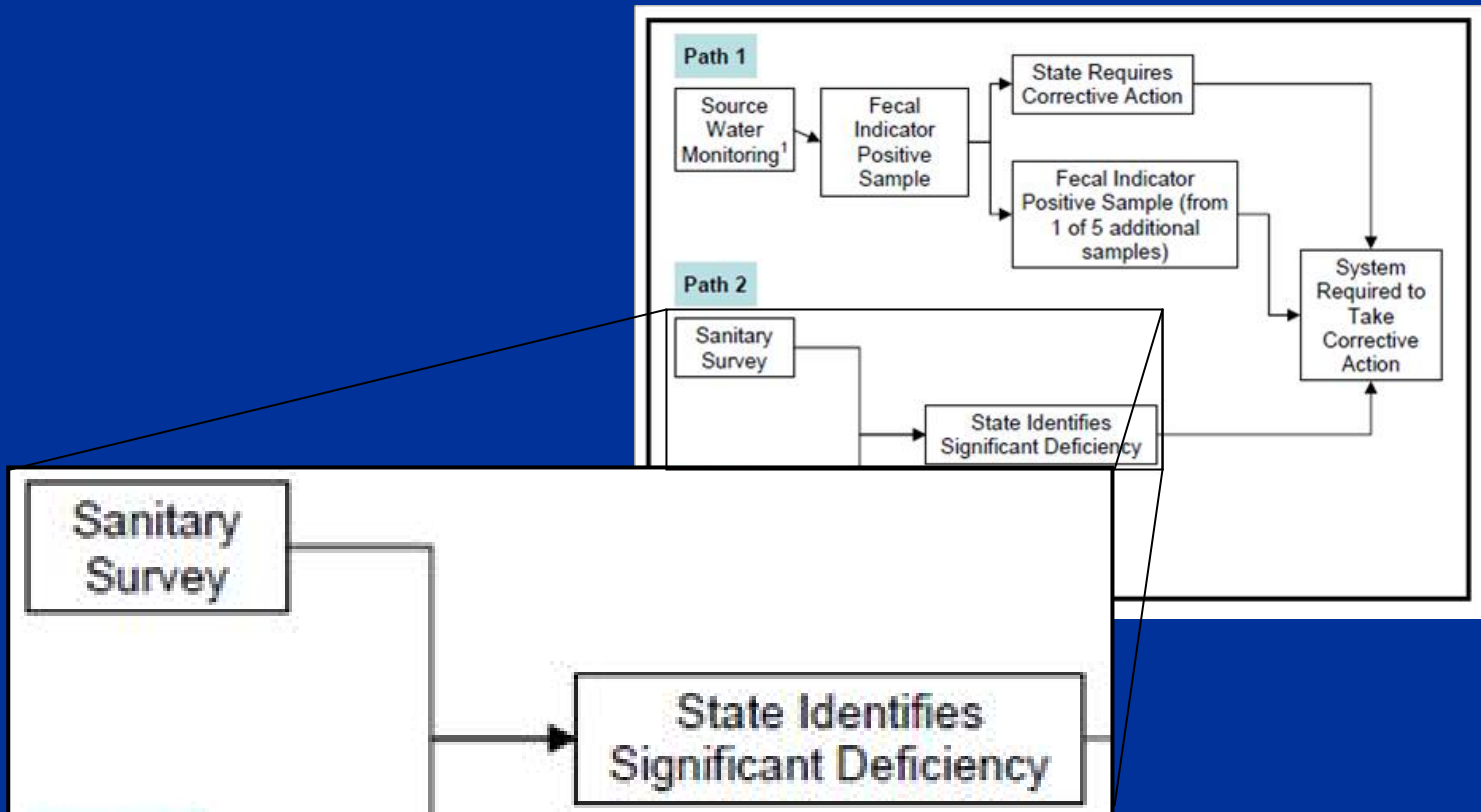 Path 1
Source
Water
Monitoring¹
Fecal
Indicator
Positive
Sample
State Requires
Corrective Action
Fecal Indicator
Positive Sample (from
1 of 5 additional
samples)
System
Required to
Take
Corrective
Action
Path 2
Sanitary
Survey
State Identifies
Significant Deficiency
Sanitary
Survey
State Identifies
Significant Deficiency